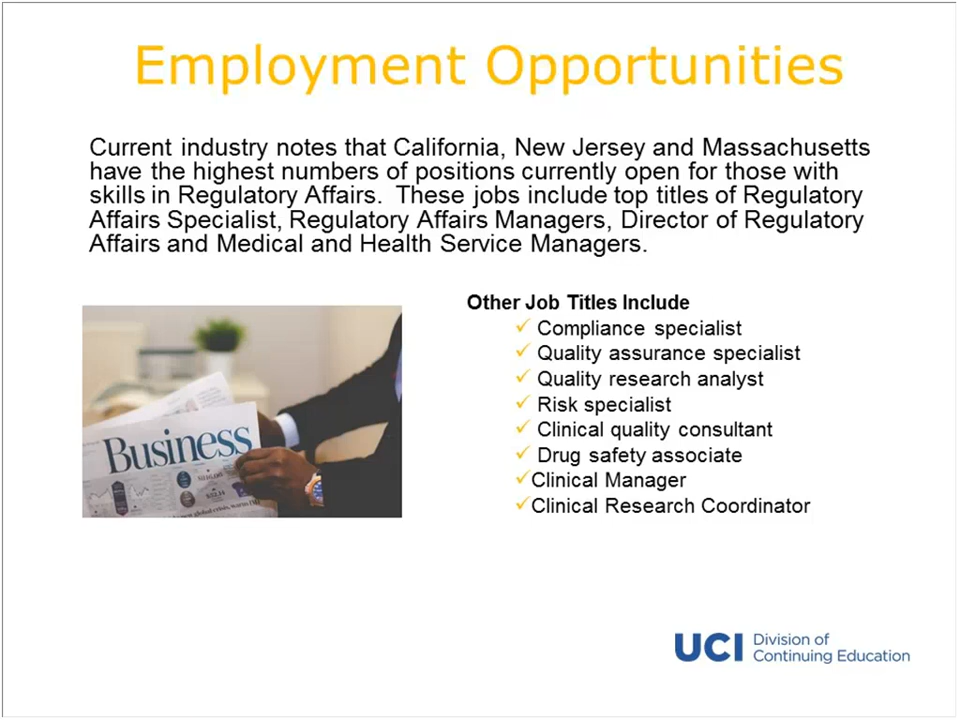 Employment Opportunities
Current industry notes that California, New Jersey and Massachusetts
have the highest numbers of positions currently open for those with
skills in Regulatory Affairs.  These jobs include top titles of Regulatory
Affairs Specialist, Regulatory Affairs Managers, Director of Regulatory
Affairs and Medical and Health Service Managers.
Other Job Titles Include
Compliance specialist
Quality assurance specialist
Quality research analyst
Risk specialist
Clinical quality consultant
Drug safety associate
Clinical Manager
Clinical Research Coordinator
Business
UCI Division of
Continuing Education